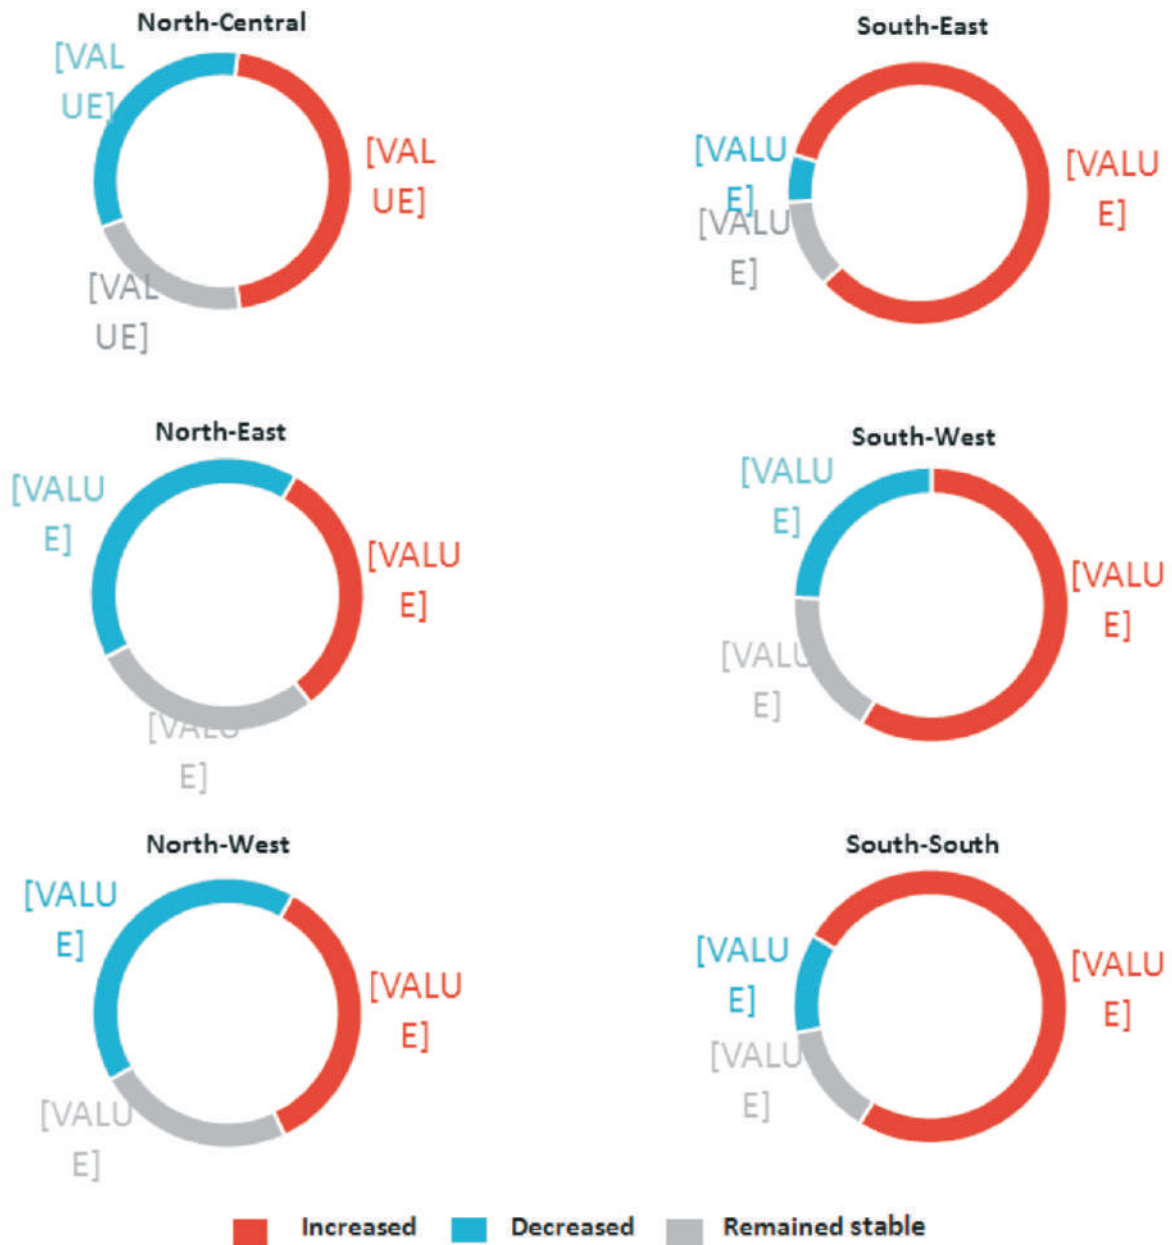 North-Central
[VAL
UE]
[VAL
UE]
[VAL
UE]
South-East
[VALU
E]
[VALU
E]
[VALU
E]
North-East
[VALU
E]
[VALU
E]
[VALU
E]
South-West
[VALU
E]
[VALU
E]
[VALU
E]
North-West
[VALU
E]
[VALU
E]
[VALU
E]
South-South
[VALU
E]
[VALU
E]
[VALU
E]
Increased Decreased Remained stable